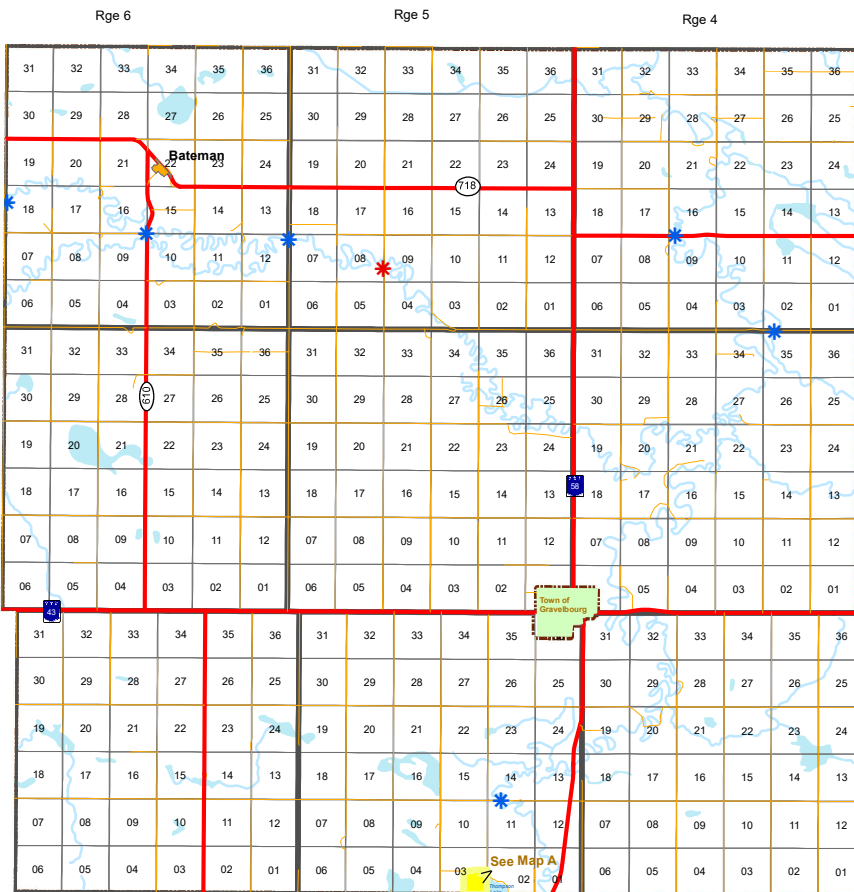 Rge 6 Rge 5 Rge 4
31 32 33 34 35 36 31 32 33 34 35 36 31 32 33 34 35 36
30 29 28 27 26 25 30 29 28 27 26 25 30 29 28 27 26 25
Bateman
19 20 21 22 23 24 19 20 21 22 23 24 19 20 21 22 23 24
718
18 17 16 15 14 13 18 17 16 15 14 13 18 17 16 15 14 13
07 08 09 10 11 12 07 08 09 10 11 12 07 08 09 10 11 12
06 05 04 03 02 01 06 05 04 03 02 01 06 05 04 03 02 01
31 32 33 34 35 36 31 32 33 34 35 36 31 32 33 34 35 36
30 29 28 27 26 25 30 29 28 27 26 25 30 29 28 27 26 25
610
19 20 21 22 23 24 19 20 21 22 23 24 19 20 21 22 23 24
58
18 17 16 15 14 13 18 17 16 15 14 13 18 17 16 15 14 13
07 08 09 10 11 12 07 08 09 10 11 12 07 08 09 10 11 12
06 05 04 03 02 01 06 05 04 03 02 05 04 03 02 01
43
Town of
Gravelbourg
31 32 33 34 35 36 31 32 33 34 35 31 32 33 34 35 36
30 29 28 27 26 25 30 29 28 27 26 25 30 29 28 27 26 25
19 20 21 22 23 24 19 20 21 22 23 24 19 20 21 22 23 24
18 17 16 15 14 13 18 17 16 15 14 13 18 17 16 15 14 13
07 08 09 10 11 12 07 08 09 10 11 12 07 08 09 10 11 12
See Map A
06 05 04 03 02 01 06 05 04 03 02 01 06 05 04 03 02 01
Thompson